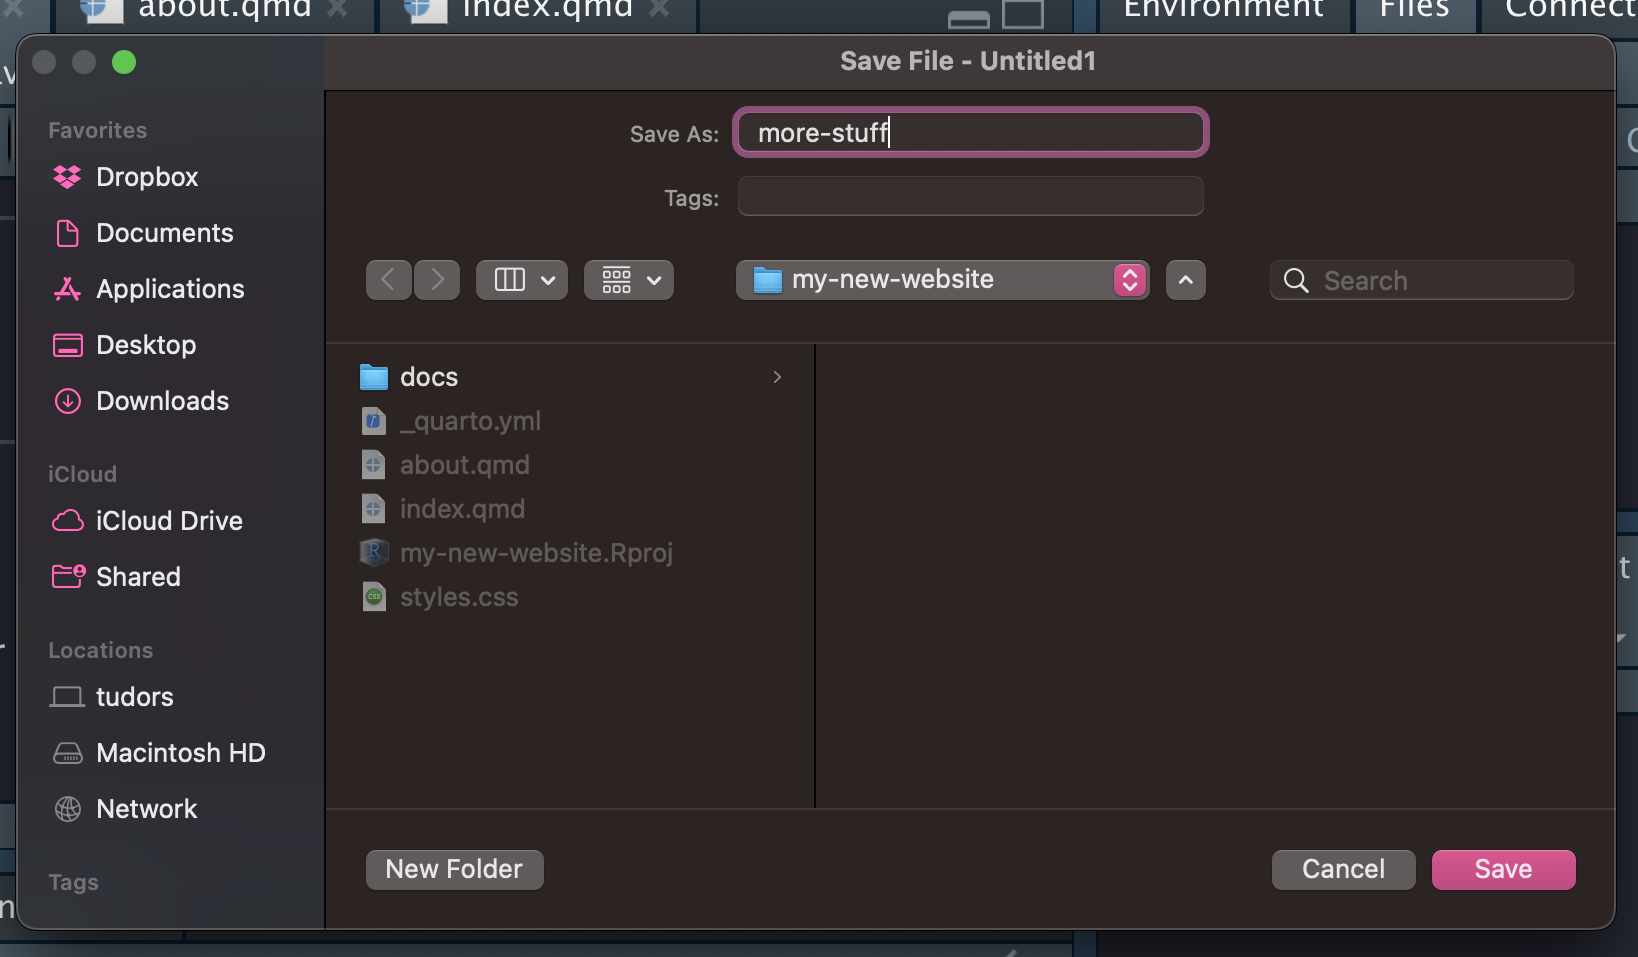 about.qmd index.qmd Environment Files Connect
Save File - Untitled1
Favorites
Save As: more-stuff
Dropbox
Tags:
Documents
my-new-website
Search
Applications
Desktop
Downloads
docs
_quarto.yml
about.qmd
index.qmd
my-new-website.Rproj
styles.css
iCloud
iCloud Drive
Shared
Locations
tudors
Macintosh HD
Network
Tags
New Folder
Cancel
Save